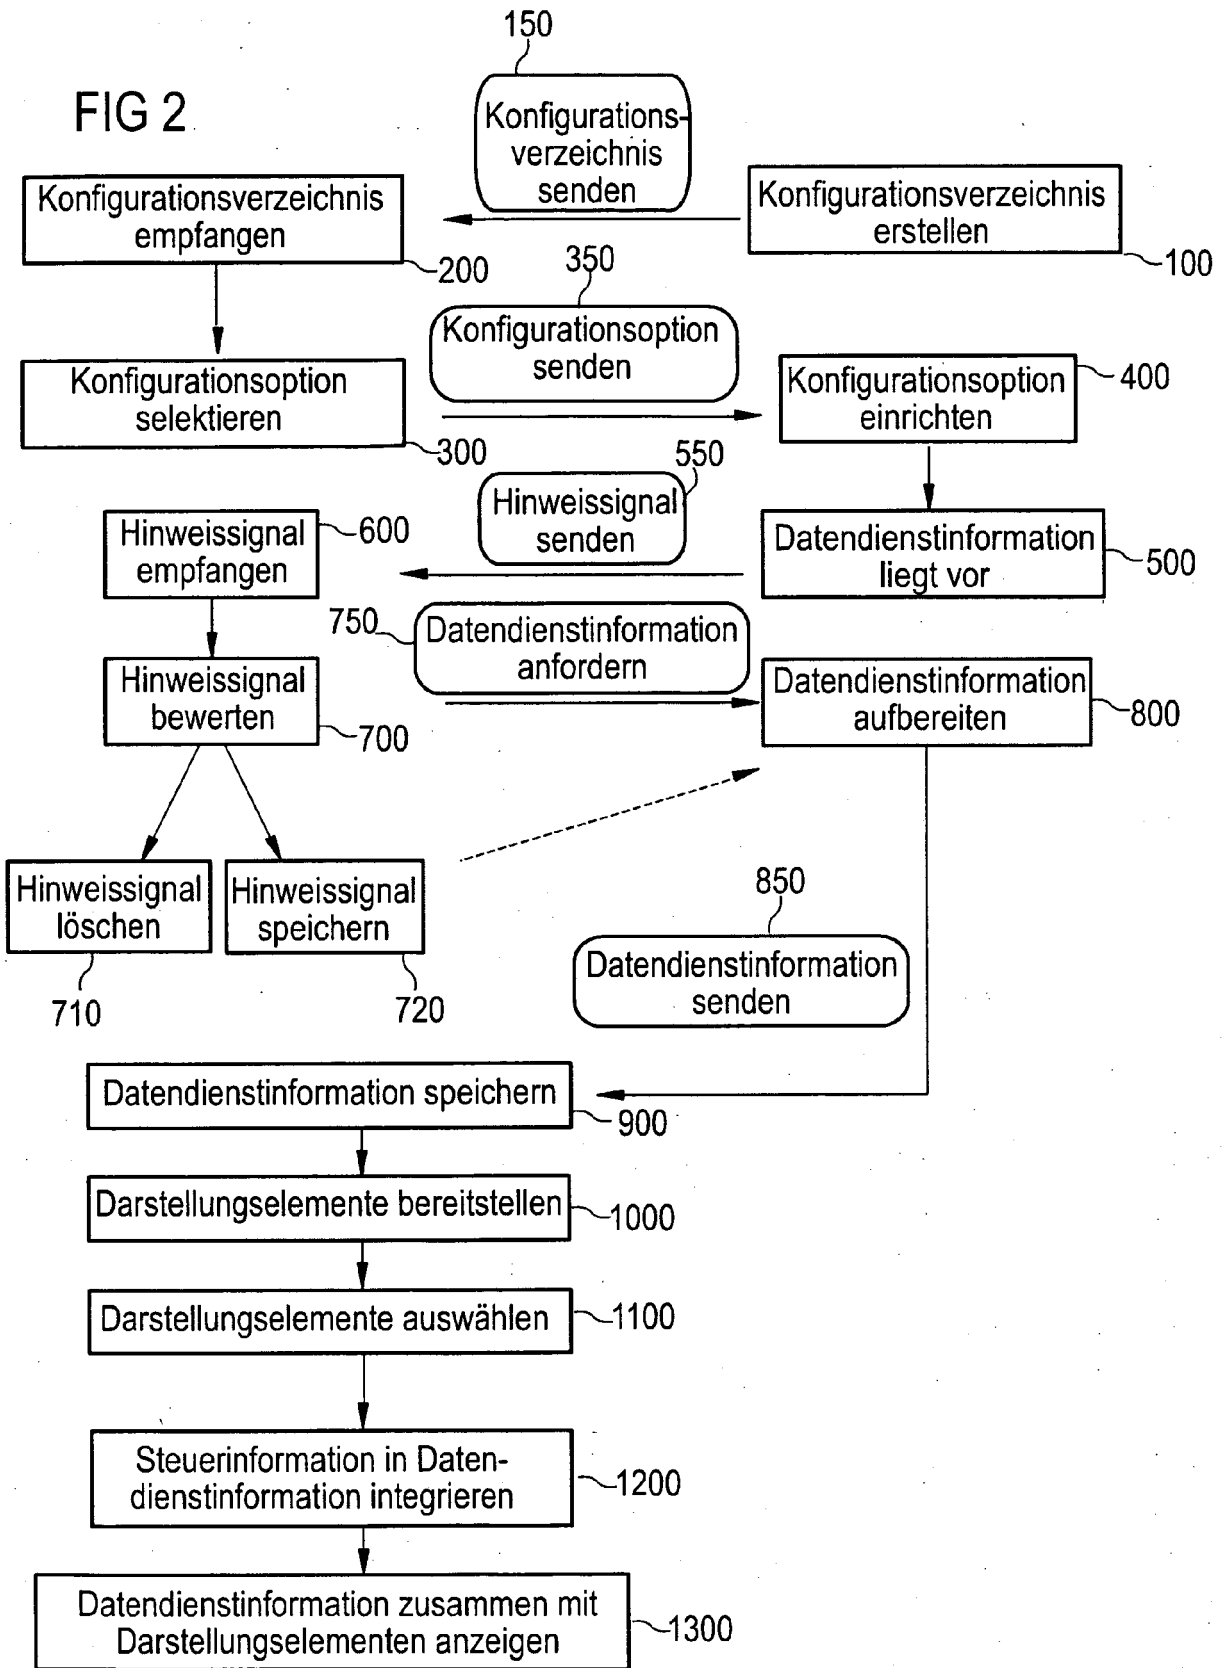 150
FIG 2
Konfigurations-
verzeichnis
senden
Konfigurationsverzeichnis
empfangen
200
Konfigurationsverzeichnis
erstellen
100
350
Konfigurationsoption
senden
Konfigurationsoption
selektieren
300
Konfigurationsoption
einrichten
400
550
Hinweissignal
senden
Hinweissignal
empfangen
600
Datendienstinformation
liegt vor
500
750
Datendienstinformation
anfordern
Hinweissignal
bewerten
700
Datendienstinformation
aufbereiten
800
Hinweissignal
löschen
710
Hinweissignal
speichern
720
850
Datendienstinformation
senden
Datendienstinformation speichern
900
Darstellungselemente bereitstellen
1000
Darstellungselemente auswählen
1100
Steuerinformation in Daten-
dienstinformation integrieren
1200
Datendienstinformation zusammen mit
Darstellungselementen anzeigen
1300